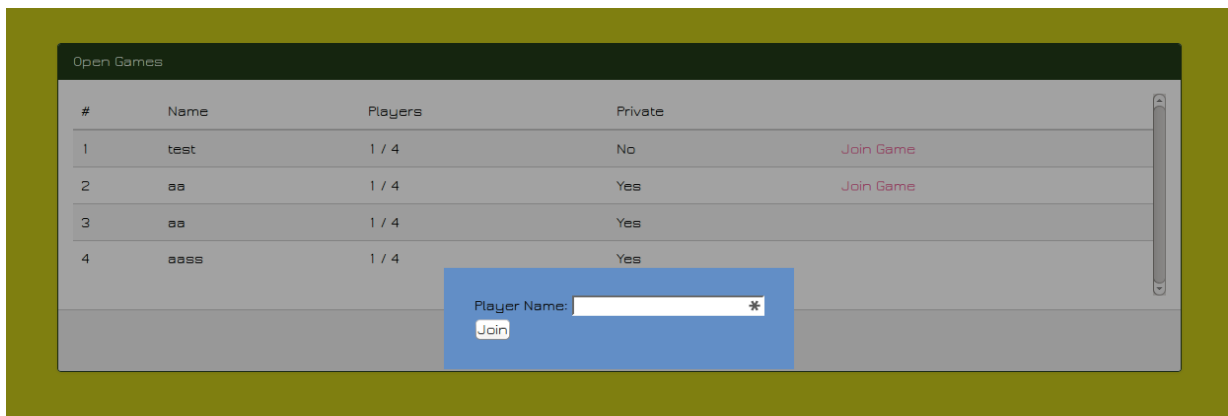 Open Games
# Name Players Private
1 test 1 / 4 No Join Game
2 aa 1 / 4 Yes Join Game
3 aa 1 / 4 Yes
4 aass 1 / 4 Yes
Player Name:
Join